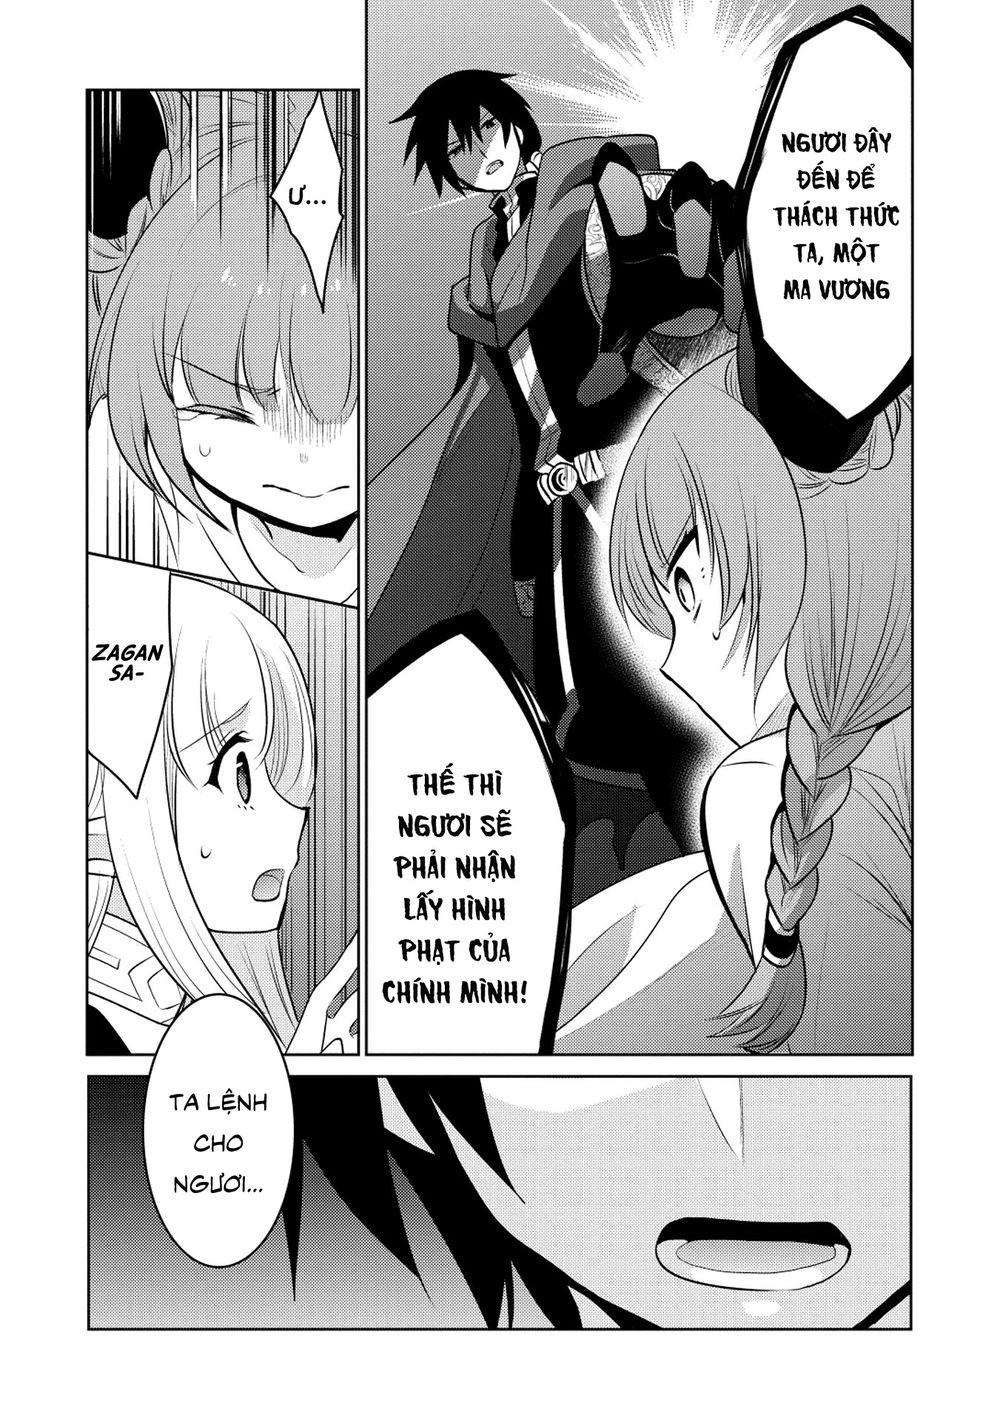 NGƯƠI ĐÂY
ĐẾN ĐỂ
THÁCH THỨC
TA, MỘT
MA VƯƠNG
THẾ THÌ
NGƯƠI SẼ
PHẢI NHẬN
LẤY HÌNH
PHẠT CỦA
CHÍNH MÌNH!
Ư...
ZAGAN
SA-
TA LỆNH
CHO
NGƯƠI...